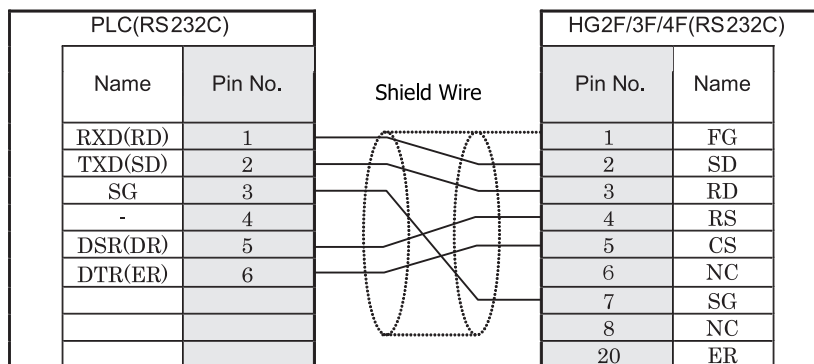 PLC(RS232C) HG2F/3F/4F(RS232C)
Name Pin No. Shield Wire Pin No. Name
RXD(RD) 1 1 FG
TXD(SD) 2 2 SD
SG 3 3 RD
- 4 4 RS
DSR(DR) 5 5 CS
DTR(ER) 6 6 NC
7 SG
8 NC
20 ER